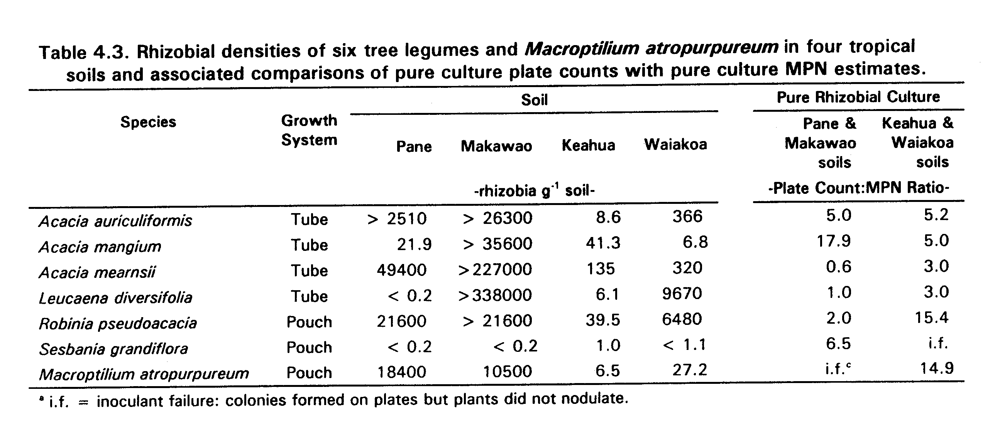 Table 4.3. Rhizobial densities of six tree legumes and Macroptilium atropurpureum in four tropical
soils and associated comparisons of pure culture plate counts with pure culture MPN estimates.
Soil Pure Rhizobial Culture
Species Growth System Pane Makawao Keahua Waiakoa Pane & Makawao soils Keahua & Waiakoa soils
-rhizobia g⁻¹ soil- -Plate Count:MPN Ratio-
Acacia auriculiformis Tube > 2510 > 26300 8.6 366 5.0 5.2
Acacia mangium Tube 21.9 > 35600 41.3 6.8 17.9 5.0
Acacia mearnsii Tube 49400 >227000 135 320 0.6 3.0
Leucaena diversifolia Tube < 0.2 >338000 6.1 9670 1.0 3.0
Robinia pseudoacacia Pouch 21600 > 21600 39.5 6480 2.0 15.4
Sesbania grandiflora Pouch < 0.2 < 0.2 1.0 < 1.1 6.5 i.f.
Macroptilium atropurpureum Pouch 18400 10500 6.5 27.2 i.f.ᶜ 14.9
ᵃ i.f. = inoculant failure: colonies formed on plates but plants did not nodulate.